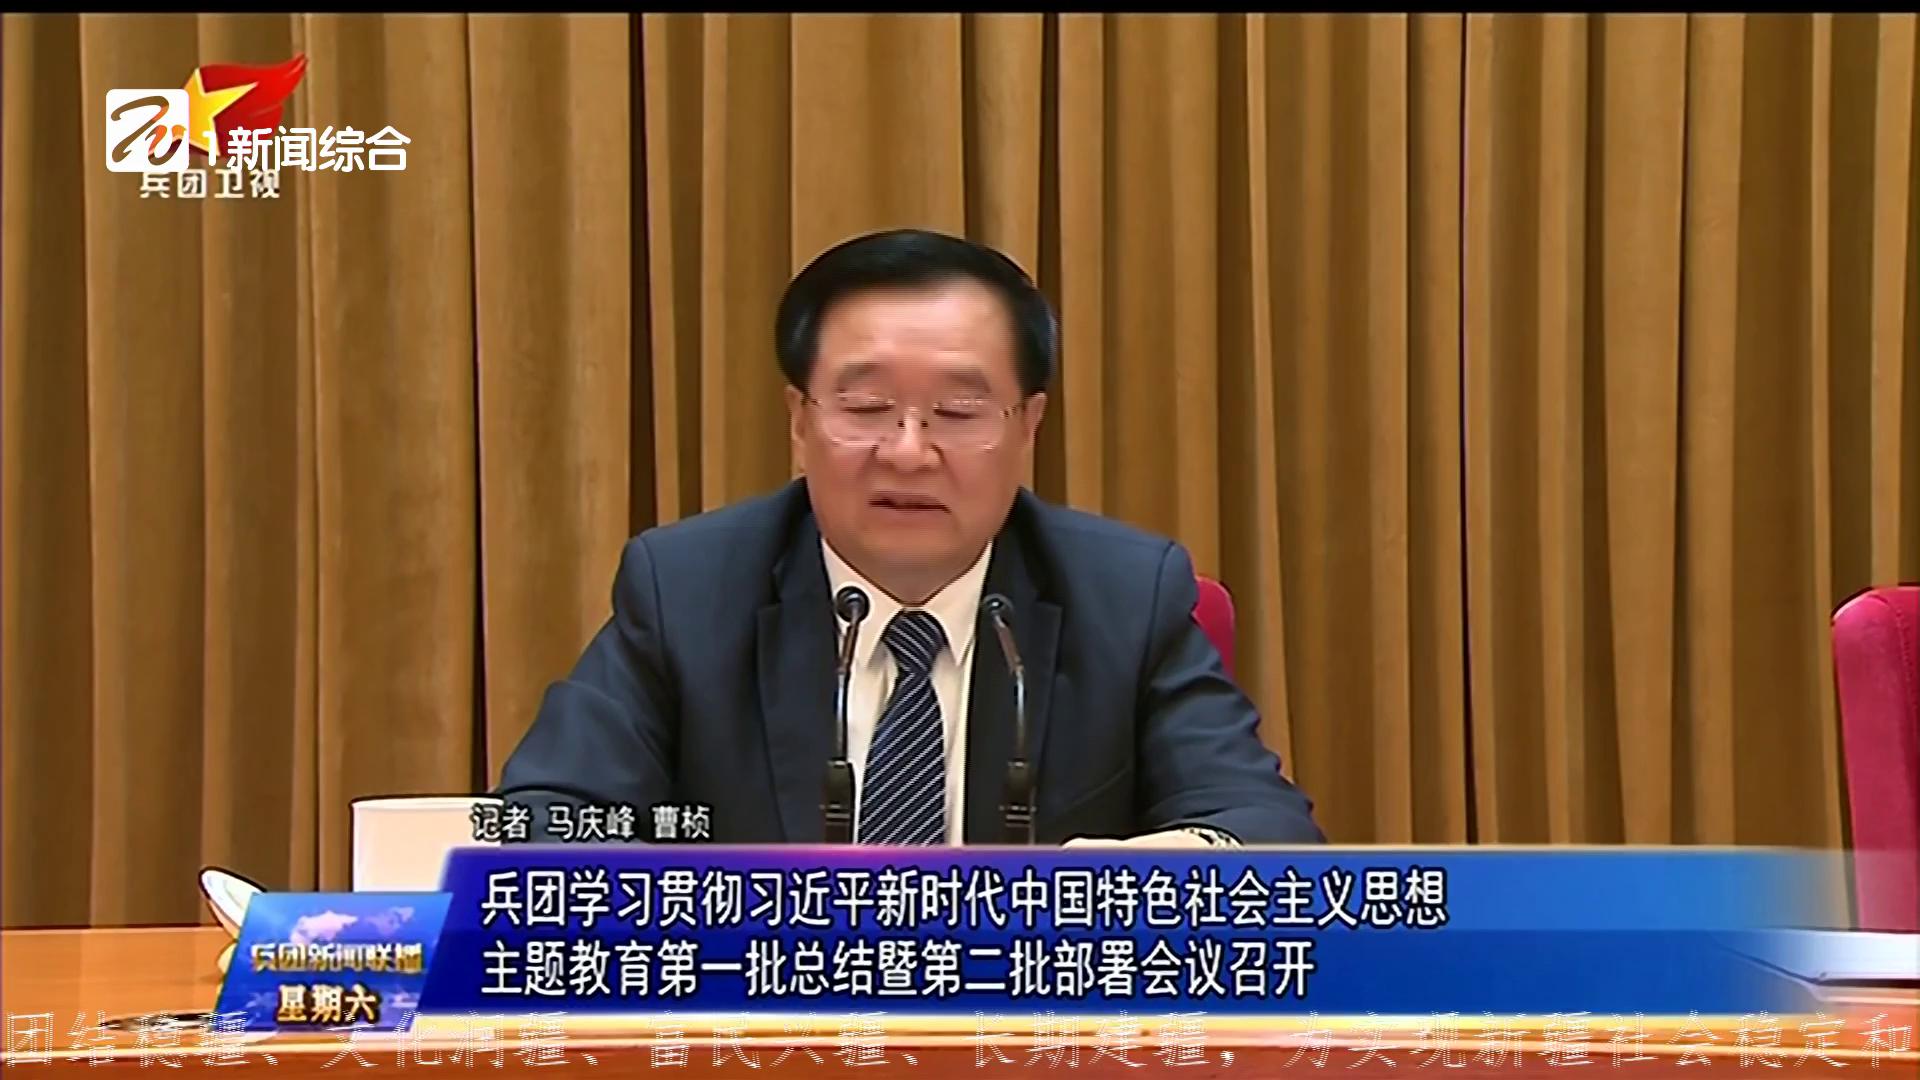 1新闻综合
兵团卫视
记者 马庆峰 曹桢
兵团学习贯彻习近平新时代中国特色社会主义思想
主题教育第一批总结暨第二批部署会议召开
兵团新闻联播
星期六
团结稳疆、文化润疆、富民兴疆、长期建疆，为实现新疆社会稳定和